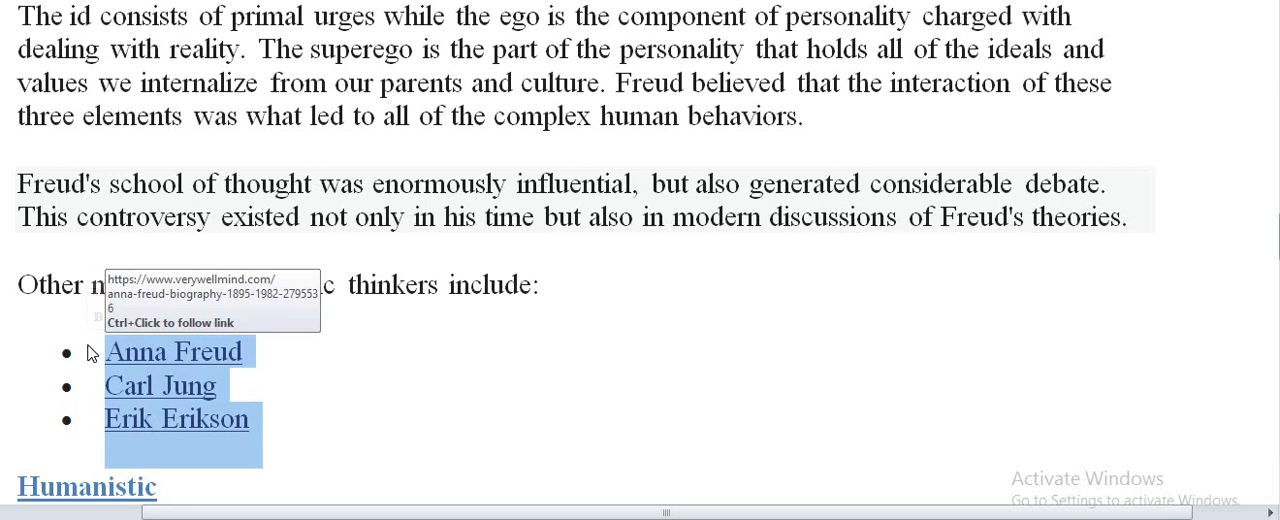 The id consists of primal urges while the ego is the component of personality charged with
dealing with reality. The superego is the part of the personality that holds all of the ideals and
values we internalize from our parents and culture. Freud believed that the interaction of these
three elements was what led to all of the complex human behaviors.
Freud's school of thought was enormously influential, but also generated considerable debate.
This controversy existed not only in his time but also in modern discussions of Freud's theories.
Other n c thinkers include:
https://www.verywellmind.com/
anna-freud-biography-1895-1982-279553
6
Ctrl+Click to follow link
• Anna Freud
• Carl Jung
• Erik Erikson
Humanistic
Activate Windows
Go to Settings to activate Windows.